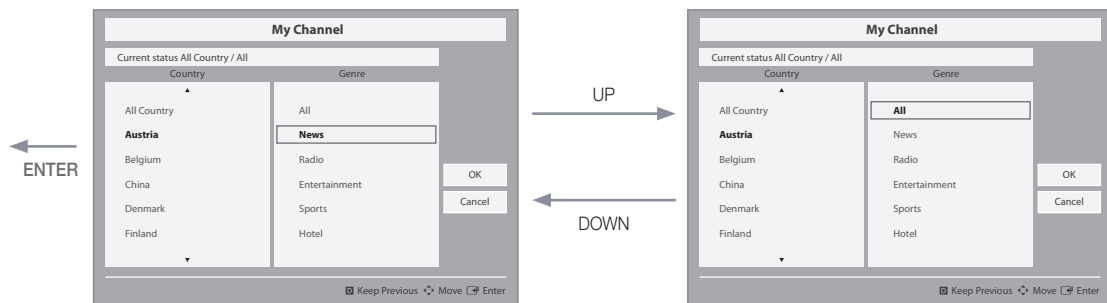 My Channel
Current status All Country / All
Country Genre
All Country All
Austria News
Belgium Radio
China Entertainment
Denmark Sports
Finland Hotel
OK
Cancel
Keep Previous Move Enter
ENTER
UP
DOWN
My Channel
Current status All Country / All
Country Genre
All Country All
Austria News
Belgium Radio
China Entertainment
Denmark Sports
Finland Hotel
OK
Cancel
Keep Previous Move Enter